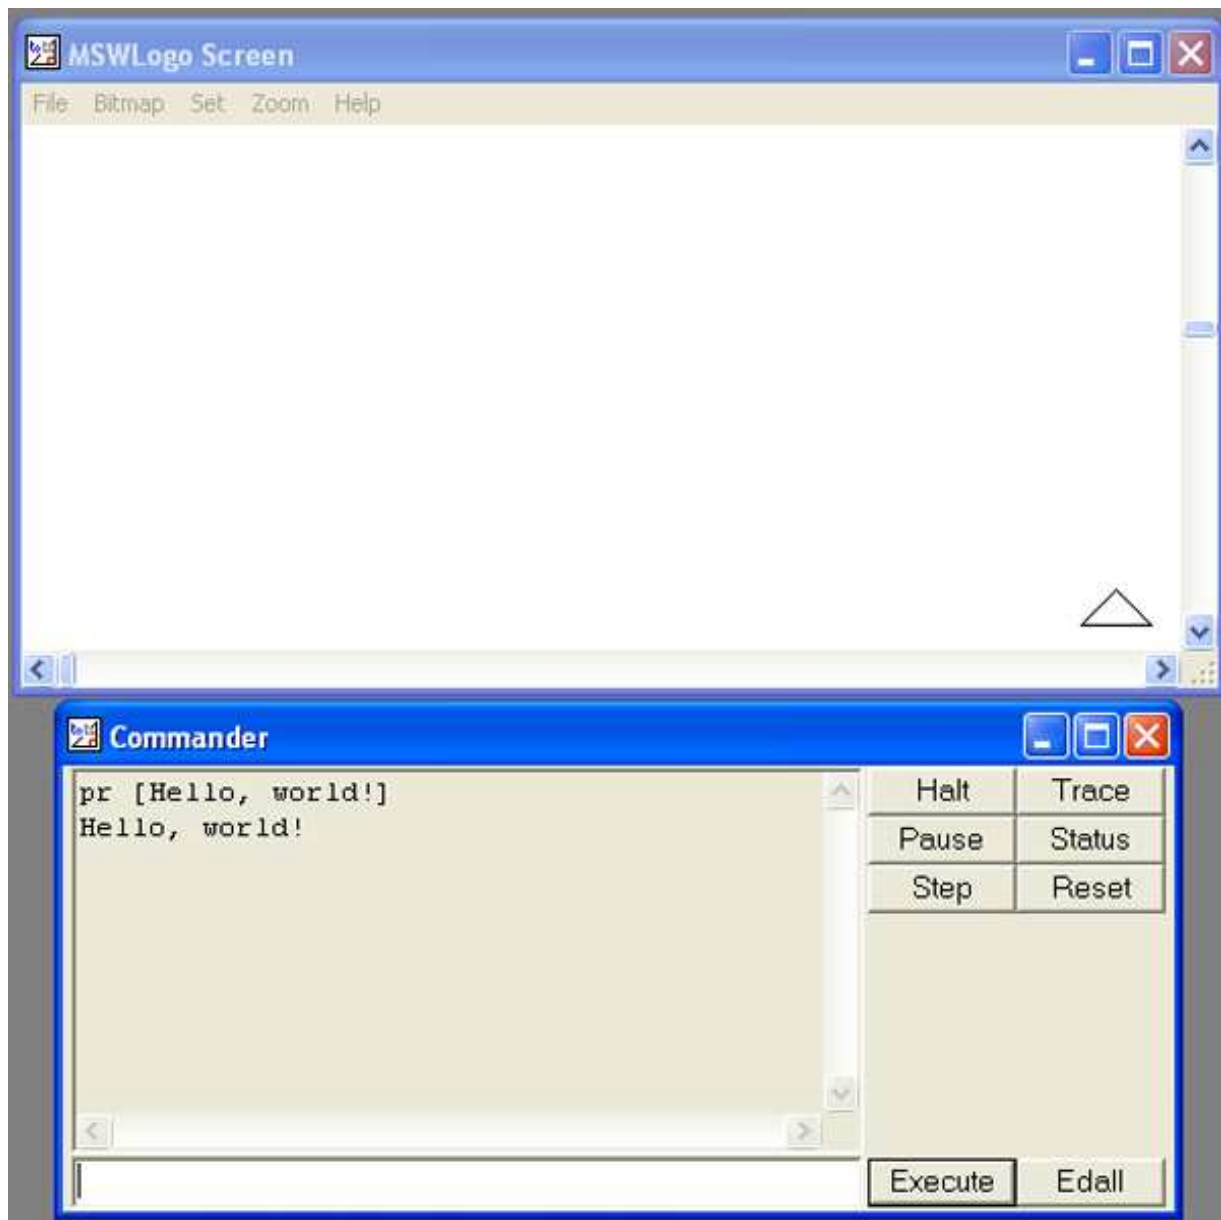 MSWLogo Screen
File Bitmap Set Zoom Help
Commander
pr [Hello, world!]
Hello, world!
Halt Trace
Pause Status
Step Reset
Execute Edall